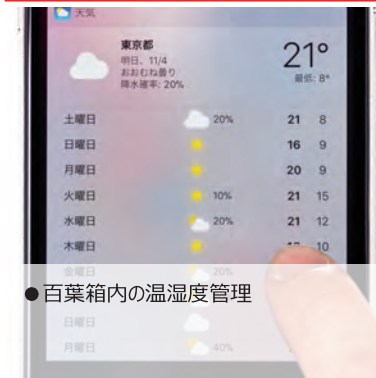 天気
東京都
明日、11/4
おおむね曇り
降水確率: 20%
21°
最低: 8°
土曜日 20% 21 8
日曜日 16 9
月曜日 20 9
火曜日 10% 21 15
水曜日 20% 21 12
木曜日 10
金曜日 20%
●百葉箱内の温湿度管理
日曜日
月曜日 40%